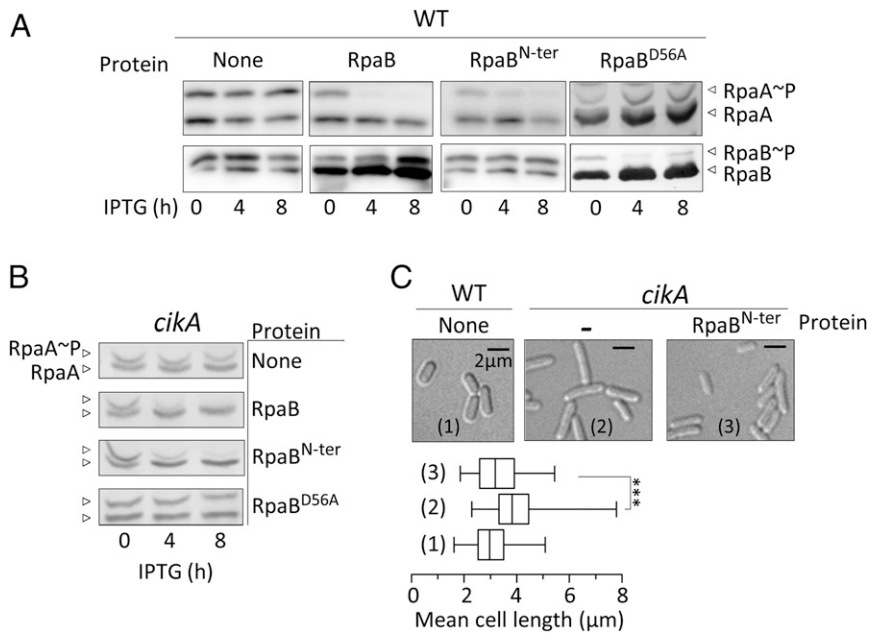 A
WT
Protein None RpaB RpaB^N-ter RpaB^D56A
RpaA~P
RpaA
RpaB~P
RpaB
IPTG (h) 0 4 8 0 4 8 0 4 8 0 4 8
B
cikA
Protein
RpaA~P
RpaA
None
RpaB
RpaB^N-ter
RpaB^D56A
0 4 8
IPTG (h)
C
WT cikA
None - RpaB^N-ter Protein
2μm
(1) (2) (3)
(3)
(2)
(1)
***
0 2 4 6 8
Mean cell length (μm)